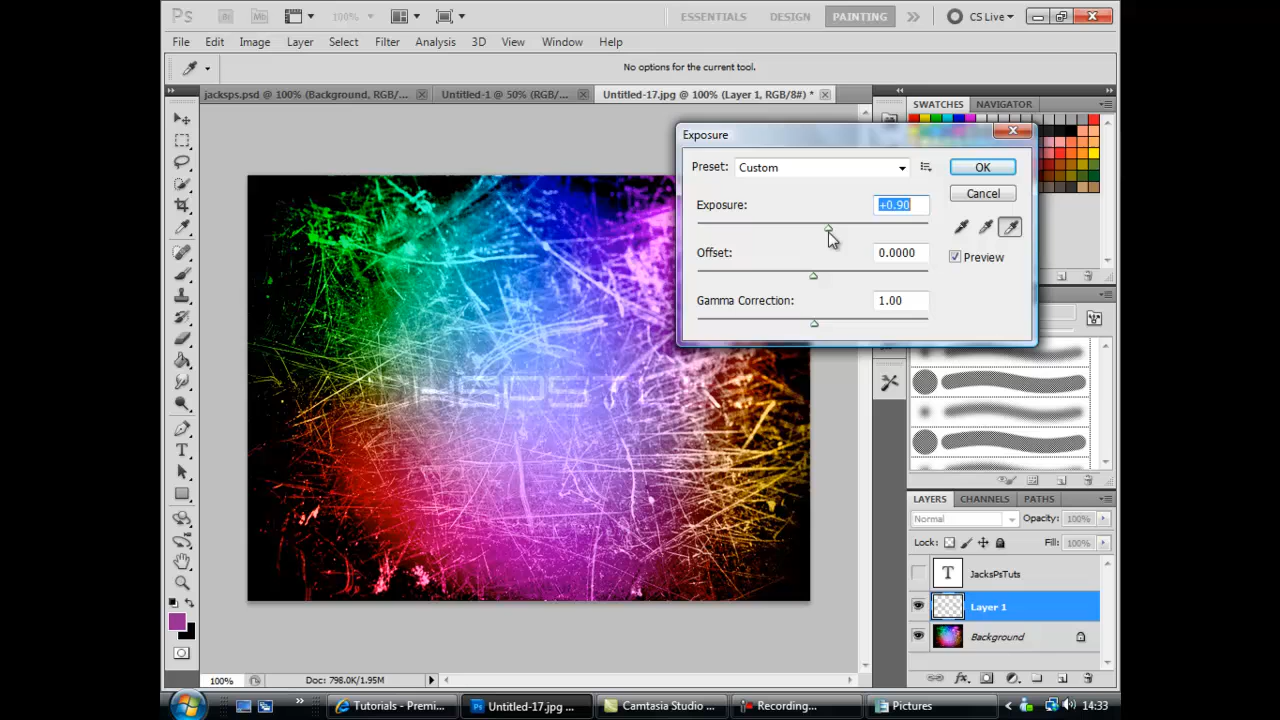 Ps Br Mb 100% ESSENTIALS DESIGN PAINTING CS Live
File Edit Image Layer Select Filter Analysis 3D View Window Help
No options for the current tool.
jacksps.psd @ 100% (Background, RGB/... Untitled-1 @ 50% (RGB/... Untitled-17.jpg @ 100% (Layer 1, RGB/8#) *
SWATCHES NAVIGATOR
Exposure
Preset: Custom OK
Cancel
Exposure: +0.90
Offset: 0.0000 Preview
Gamma Correction: 1.00
LAYERS CHANNELS PATHS
Normal Opacity: 100%
Lock: Fill: 100%
T JacksPsTuts
Layer 1
Background
100% Doc: 798.0K/1.95M
Tutorials - Premi... Untitled-17.jpg ... Camtasia Studio ... Recording... Pictures 14:33